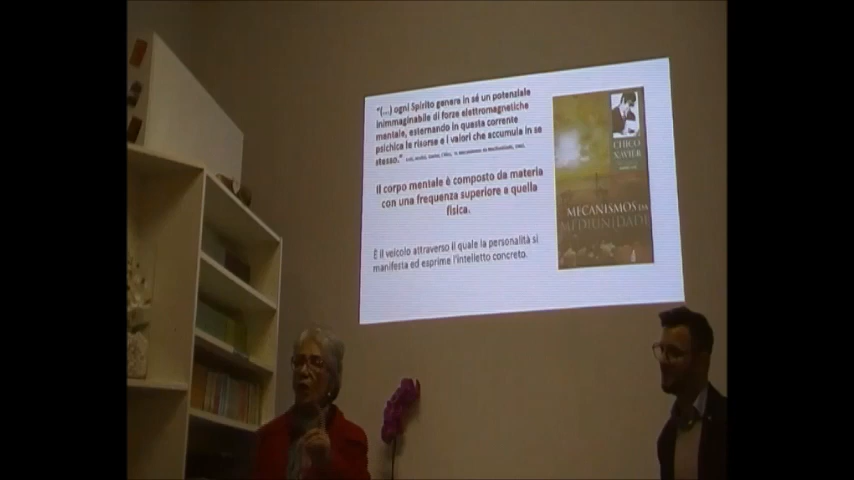 "(...) ogni Spirito genera in sé un potenziale
inimmaginabile di forze elettromagnetiche
mentale, esternando in questa corrente
psichica le risorse e i valori che accumula in se
stesso."
Il corpo mentale è composto da materia
con una frequenza superiore a quella
fisica.
È il veicolo attraverso il quale la personalità si
manifesta ed esprime l'intelletto concreto.
CHICO
XAVIER
MECANISMOS DA
MEDIUNIDADE